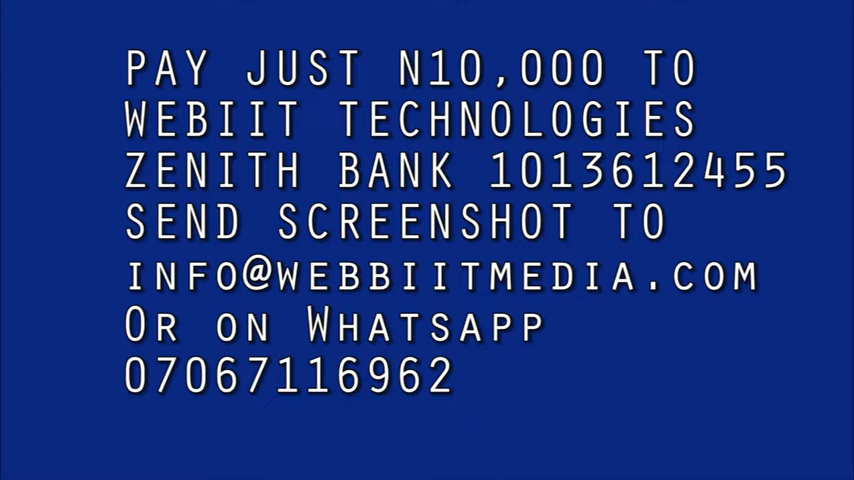 PAY JUST N10,000 TO
WEBIIT TECHNOLOGIES
ZENITH BANK 1013612455
SEND SCREENSHOT TO
INFO@WEBBIITMEDIA.COM
OR ON WHATSAPP
07067116962